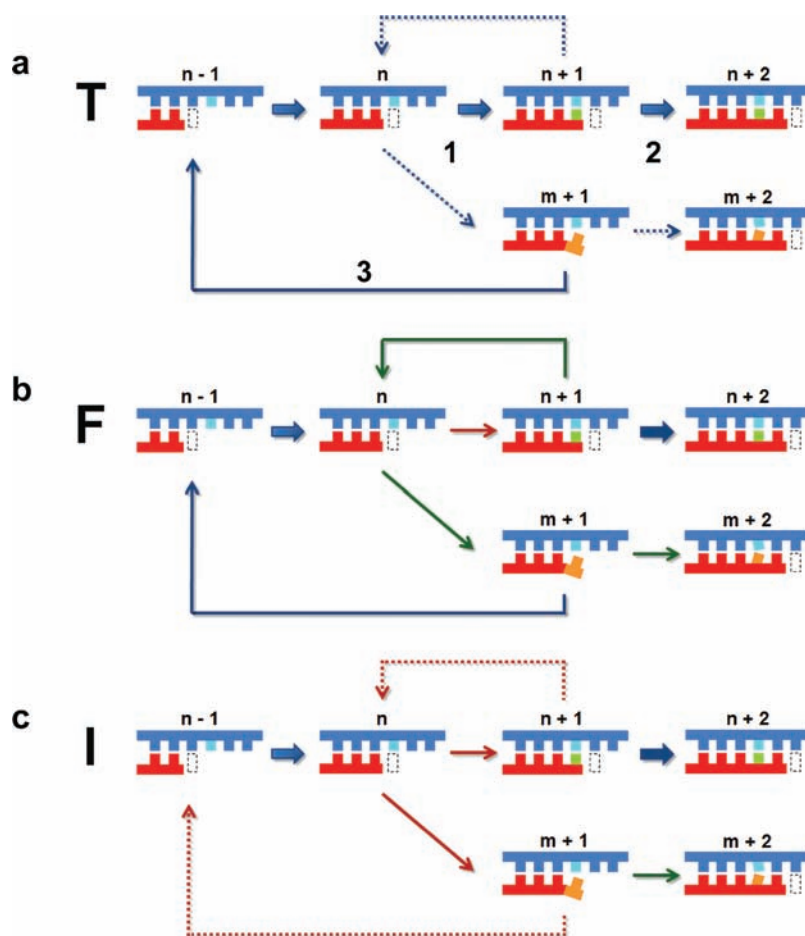 a
T
n - 1
n
n + 1
n + 2
1
2
m + 1
m + 2
3
b
F
n - 1
n
n + 1
n + 2
m + 1
m + 2
c
I
n - 1
n
n + 1
n + 2
m + 1
m + 2